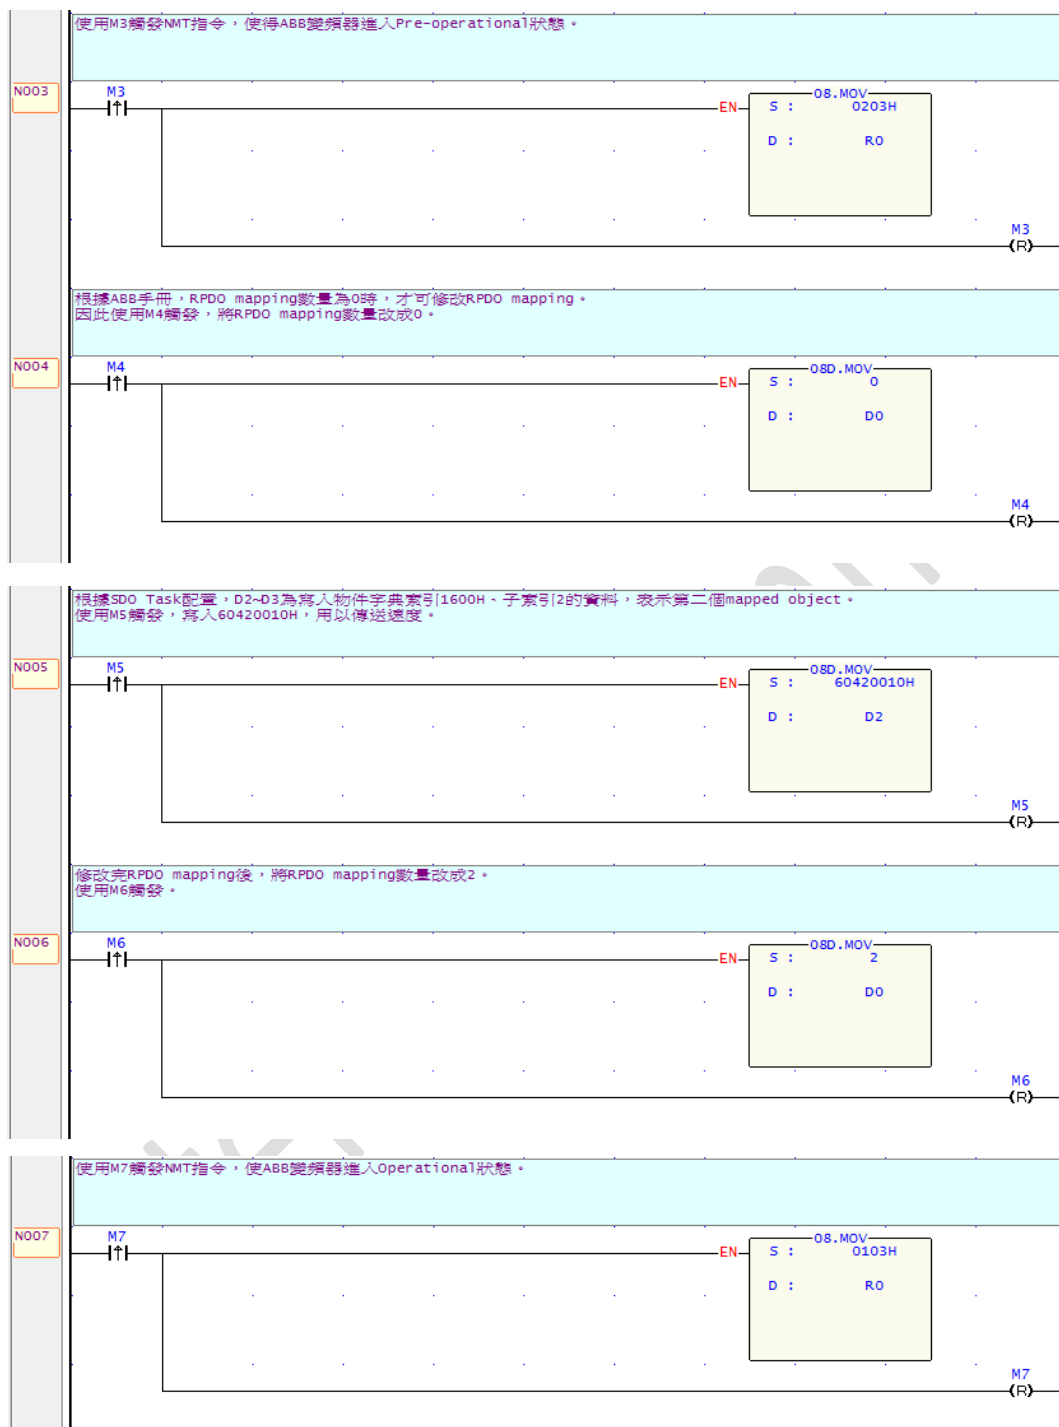 使用M3觸發NMT指令，使得ABB變頻器進入Pre-operational狀態。
N003
M3
EN
08.MOV
S : 0203H
D : R0
M3
(R)
根據ABB手冊，RPDO mapping數量為0時，才可修改RPDO mapping。
因此使用M4觸發，將RPDO mapping數量改成0。
N004
M4
EN
08D.MOV
S : 0
D : D0
M4
(R)
根據SDO Task配置，D2~D3為寫入物件字典索引1600H、子索引2的資料，表示第二個mapped object。
使用M5觸發，寫入60420010H，用以傳送速度。
N005
M5
EN
08D.MOV
S : 60420010H
D : D2
M5
(R)
修改完RPDO mapping後，將RPDO mapping數量改成2。
使用M6觸發。
N006
M6
EN
08D.MOV
S : 2
D : D0
M6
(R)
使用M7觸發NMT指令，使ABB變頻器進入Operational狀態。
N007
M7
EN
08.MOV
S : 0103H
D : R0
M7
(R)